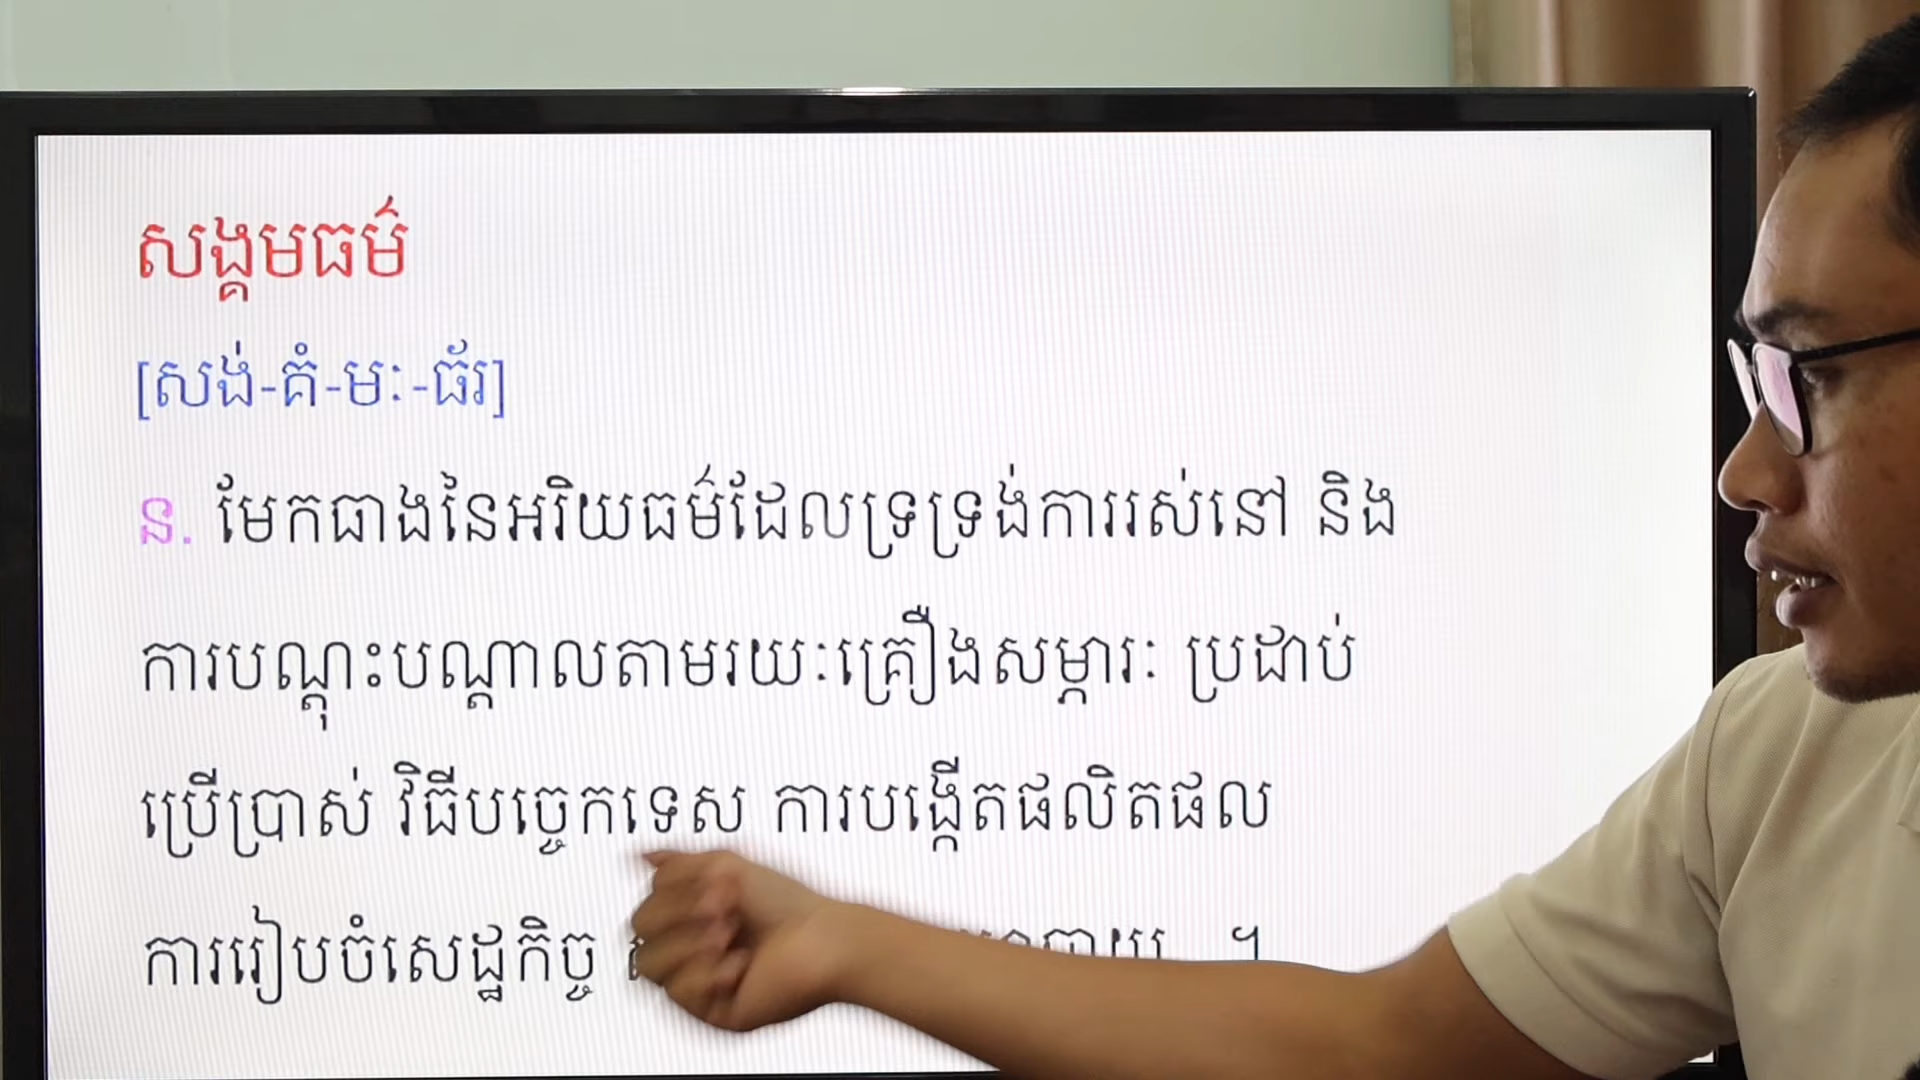 សង្គមធម៌
[សង់-គំ-មៈ-ធ័រ]
ន. មែកធាងនៃអរិយធម៌ដែលទ្រទ្រង់ការរស់នៅ និង
ការបណ្ដុះបណ្ដាលតាមរយៈគ្រឿងសម្ភារៈ ប្រដាប់
ប្រើប្រាស់ វិធីបច្ចេកទេស ការបង្កើតផលិតផល
ការរៀបចំសេដ្ឋកិច្ច ។